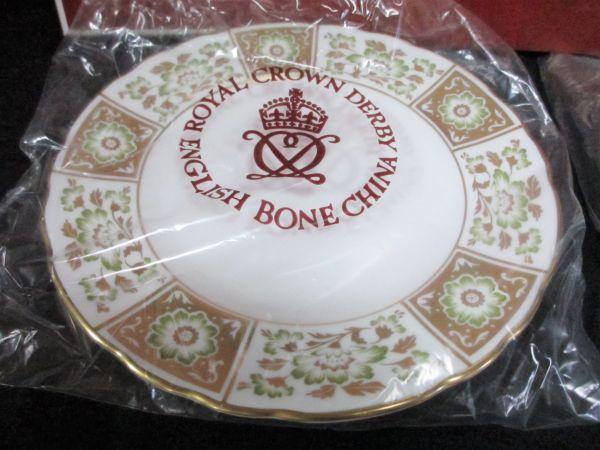 ROYAL CROWN DERBY
ENGLISH BONE CHINA